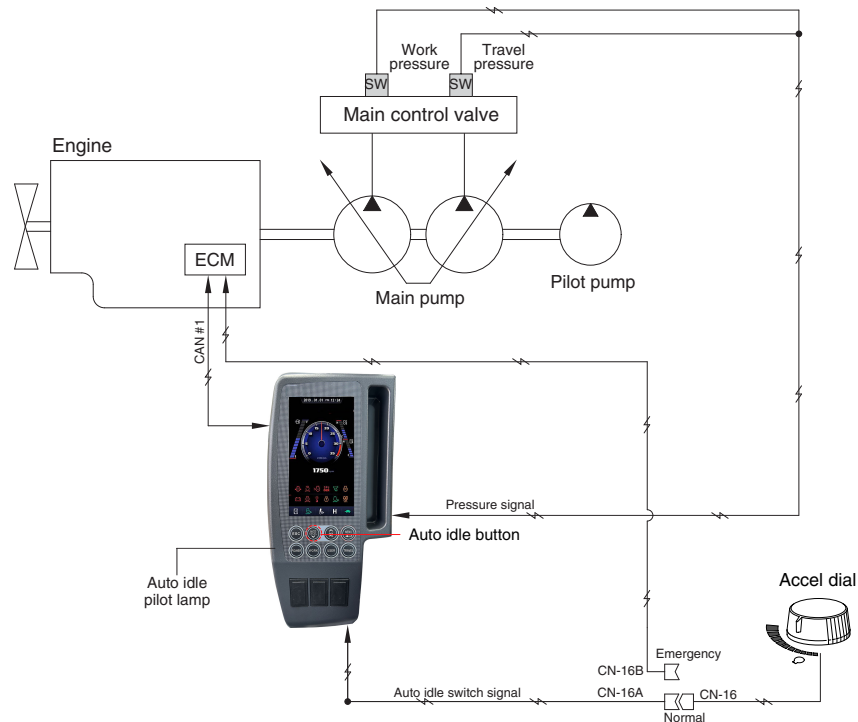 Work
pressure
Travel
pressure
SW
SW
Main control valve
Engine
ECM
Main pump
Pilot pump
CAN #1
1750
H
Pressure signal
Auto idle button
Auto idle
pilot lamp
Accel dial
Emergency
CN-16B
Auto idle switch signal
CN-16A
CN-16
Normal